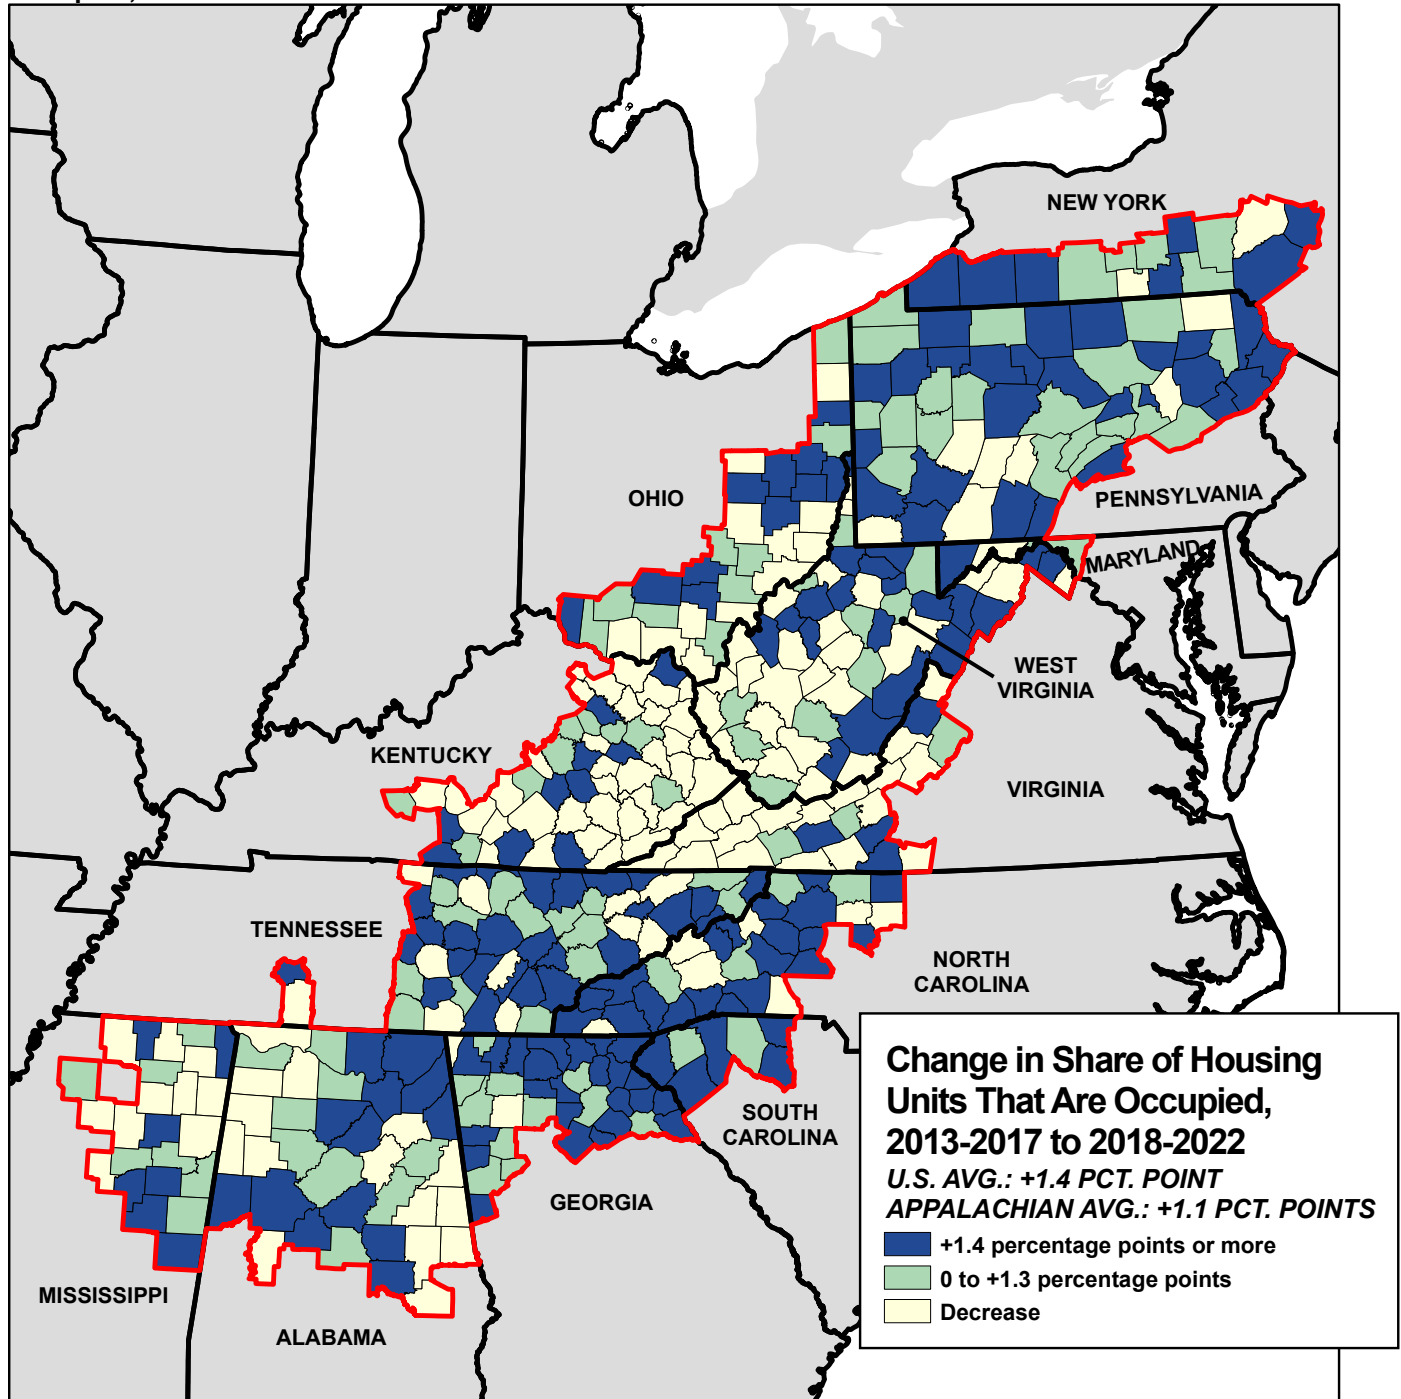 NEW YORK
OHIO
PENNSYLVANIA
MARYLAND
WEST
VIRGINIA
KENTUCKY
VIRGINIA
TENNESSEE
NORTH
CAROLINA
SOUTH
CAROLINA
GEORGIA
MISSISSIPPI
ALABAMA
Change in Share of Housing
Units That Are Occupied,
2013-2017 to 2018-2022
U.S. AVG.: +1.4 PCT. POINT
APPALACHIAN AVG.: +1.1 PCT. POINTS
+1.4 percentage points or more
0 to +1.3 percentage points
Decrease